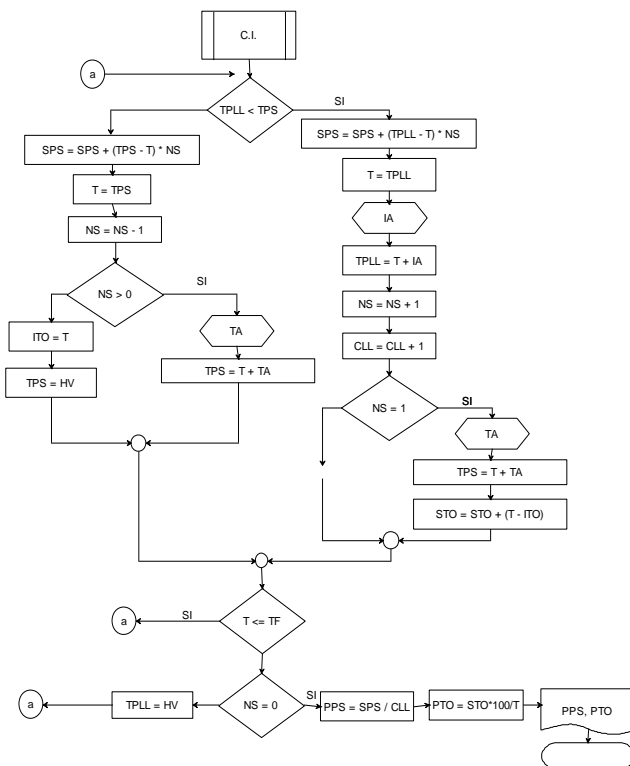 C.I.
a
TPLL < TPS
SI
SPS = SPS + (TPS - T) * NS
T = TPS
NS = NS - 1
NS > 0
SI
ITO = T
TPS = HV
TA
TPS = T + TA
SPS = SPS + (TPLL - T) * NS
T = TPLL
IA
TPLL = T + IA
NS = NS + 1
CLL = CLL + 1
NS = 1
SI
TA
TPS = T + TA
STO = STO + (T - ITO)
T <= TF
SI
a
NS = 0
SI
TPLL = HV
a
PPS = SPS / CLL
PTO = STO*100/T
PPS, PTO